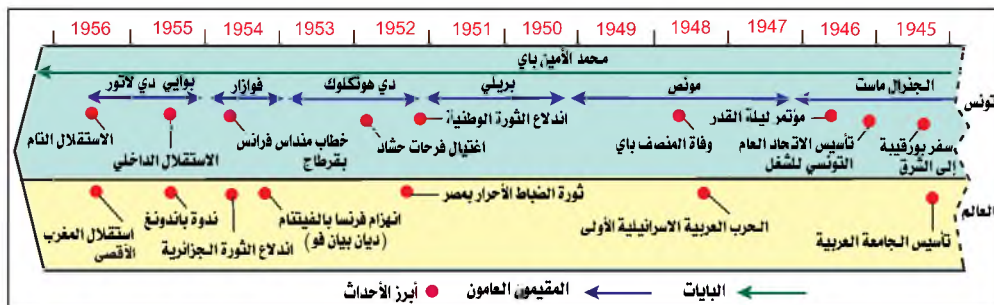 1956 1955 1954 1953 1952 1951 1950 1949 1948 1947 1946 1945
محمد الأمين باي
تونس
الجنرال ماست
مونص
بريلي
دي هوتكلوك
فوازار
بوايي دي لاتور
سفر بورقيبة
إلى الشرق
تأسيس الاتحاد العام
التونسي للشغل
مؤتمر ليلة القدر
وفاة المنصف باي
اندلاع الثورة الوطنية
اغتيال فرحات حشاد
خطاب منداس فرانس
بقرطاج
الاستقلال الداخلي
الاستقلال التام
العالم
تأسيس الجامعة العربية
الحرب العربية الاسرائيلية الأولى
ثورة الضباط الأحرار بمصر
انهزام فرنسا بالفيتنام
(ديان بيان فو)
اندلاع الثورة الجزائرية
ندوة باندونغ
استقلال المغرب
الأقصى
البايات
المقيمون العامون
أبرز الأحداث